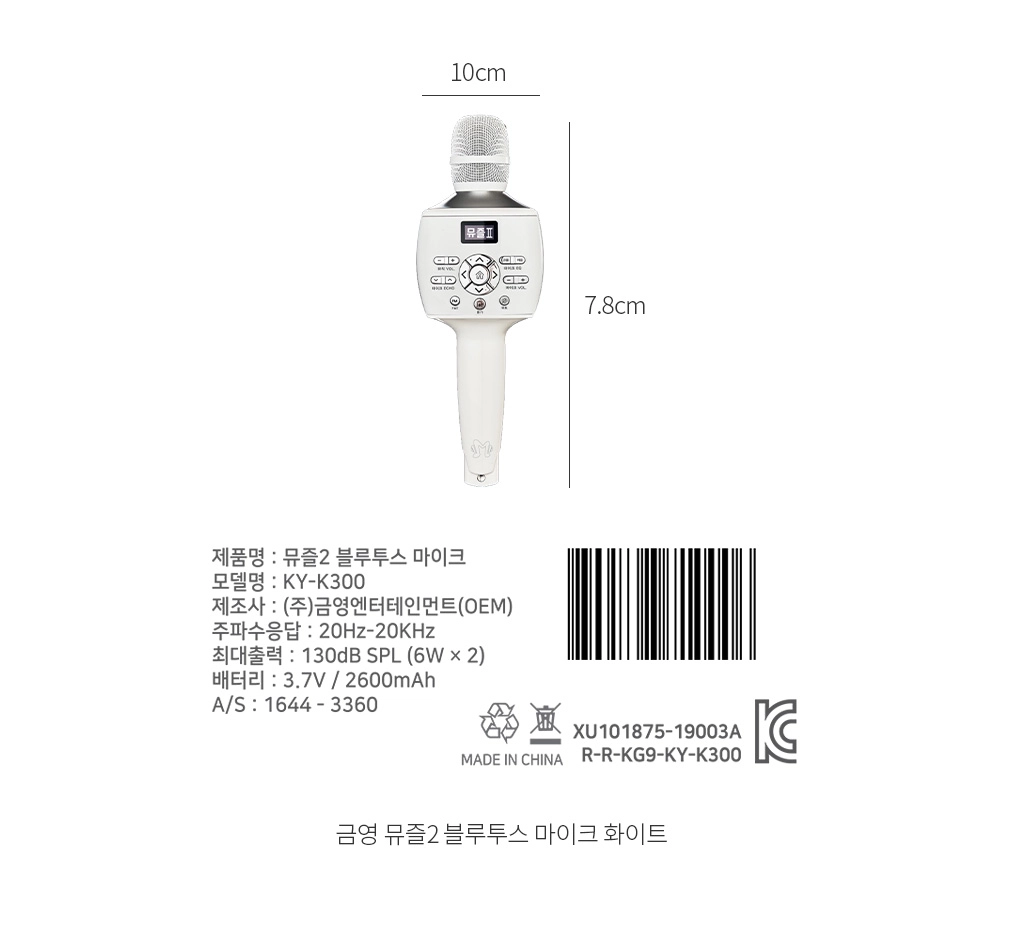 10cm
뮤즐Ⅱ
7.8cm
제품명 : 뮤즐2 블루투스 마이크
모델명 : KY-K300
제조사 : (주)금영엔터테인먼트(OEM)
주파수응답 : 20Hz-20KHz
최대출력 : 130dB SPL (6W × 2)
배터리 : 3.7V / 2600mAh
A/S : 1644 - 3360
XU101875-19003A
MADE IN CHINA
R-R-KG9-KY-K300
금영 뮤즐2 블루투스 마이크 화이트